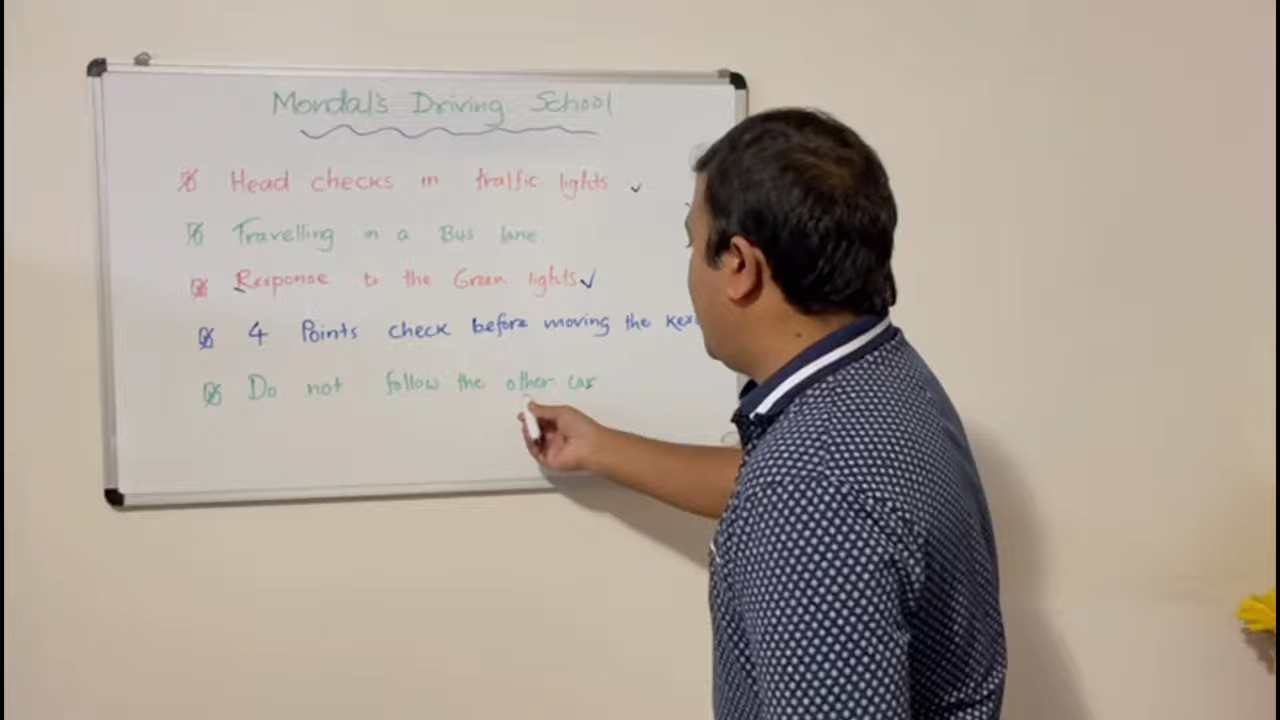 Mondal's Driving School
Head checks in traffic lights
Travelling in a Bus lane
Response to the Green lights
4 Points check before moving the
Do not follow the other car